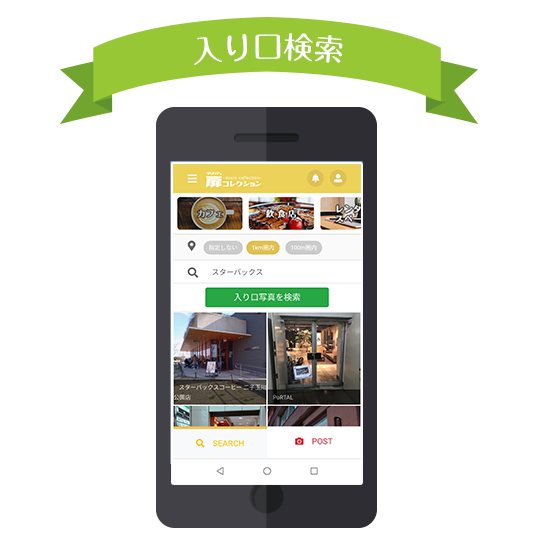 入り口検索
扉コレクション
カフェ
飲食店
レンタ
スペー
指定しない
1km圏内
100m圏内
スターバックス
入り口写真を検索
スターバックスコーヒー 二子玉川
公園店
PoRTAL
SEARCH
POST